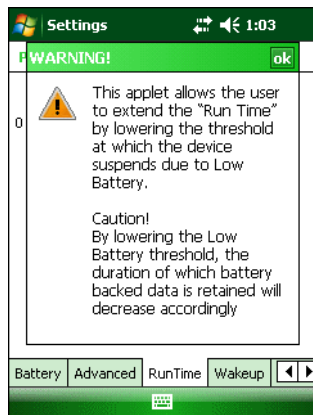 Settings 1:03
WARNING! ok
This applet allows the user
to extend the "Run Time"
by lowering the threshold
at which the device
suspends due to Low
Battery.
Caution!
By lowering the Low
Battery threshold, the
duration of which battery
backed data is retained will
decrease accordingly
0
Battery Advanced RunTime Wakeup